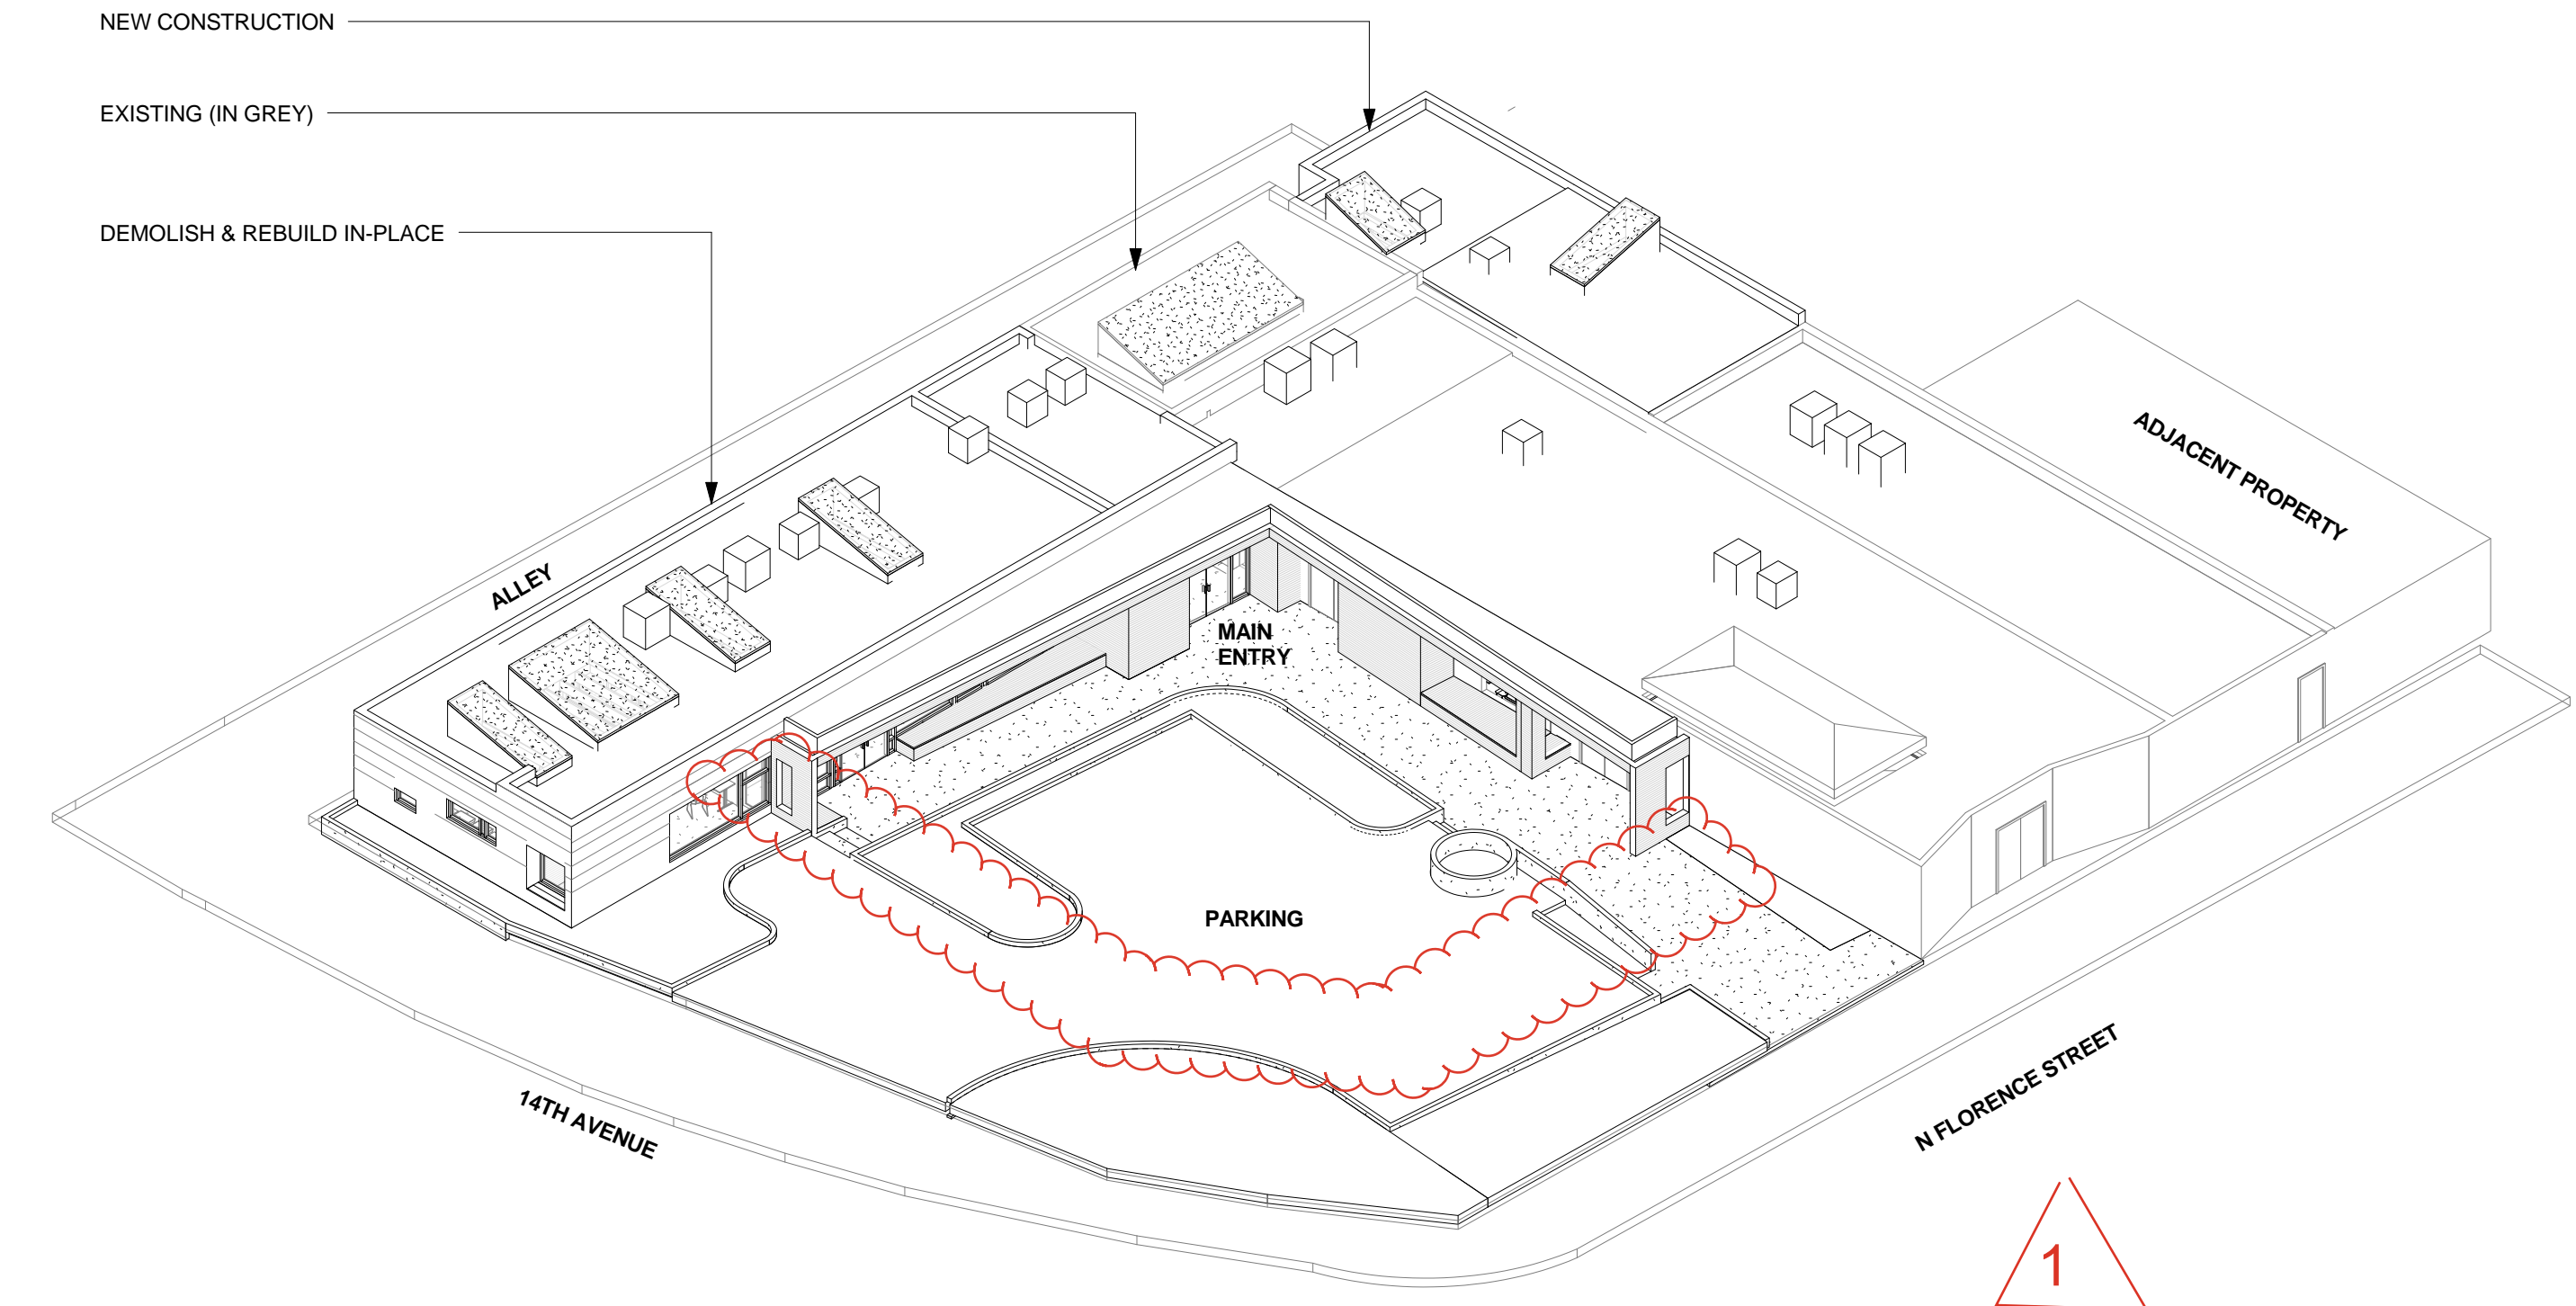 NEW CONSTRUCTION
EXISTING (IN GREY)
DEMOLISH & REBUILD IN-PLACE
ADJACENT PROPERTY
ALLEY
MAIN
ENTRY
PARKING
14TH AVENUE
N FLORENCE STREET
1